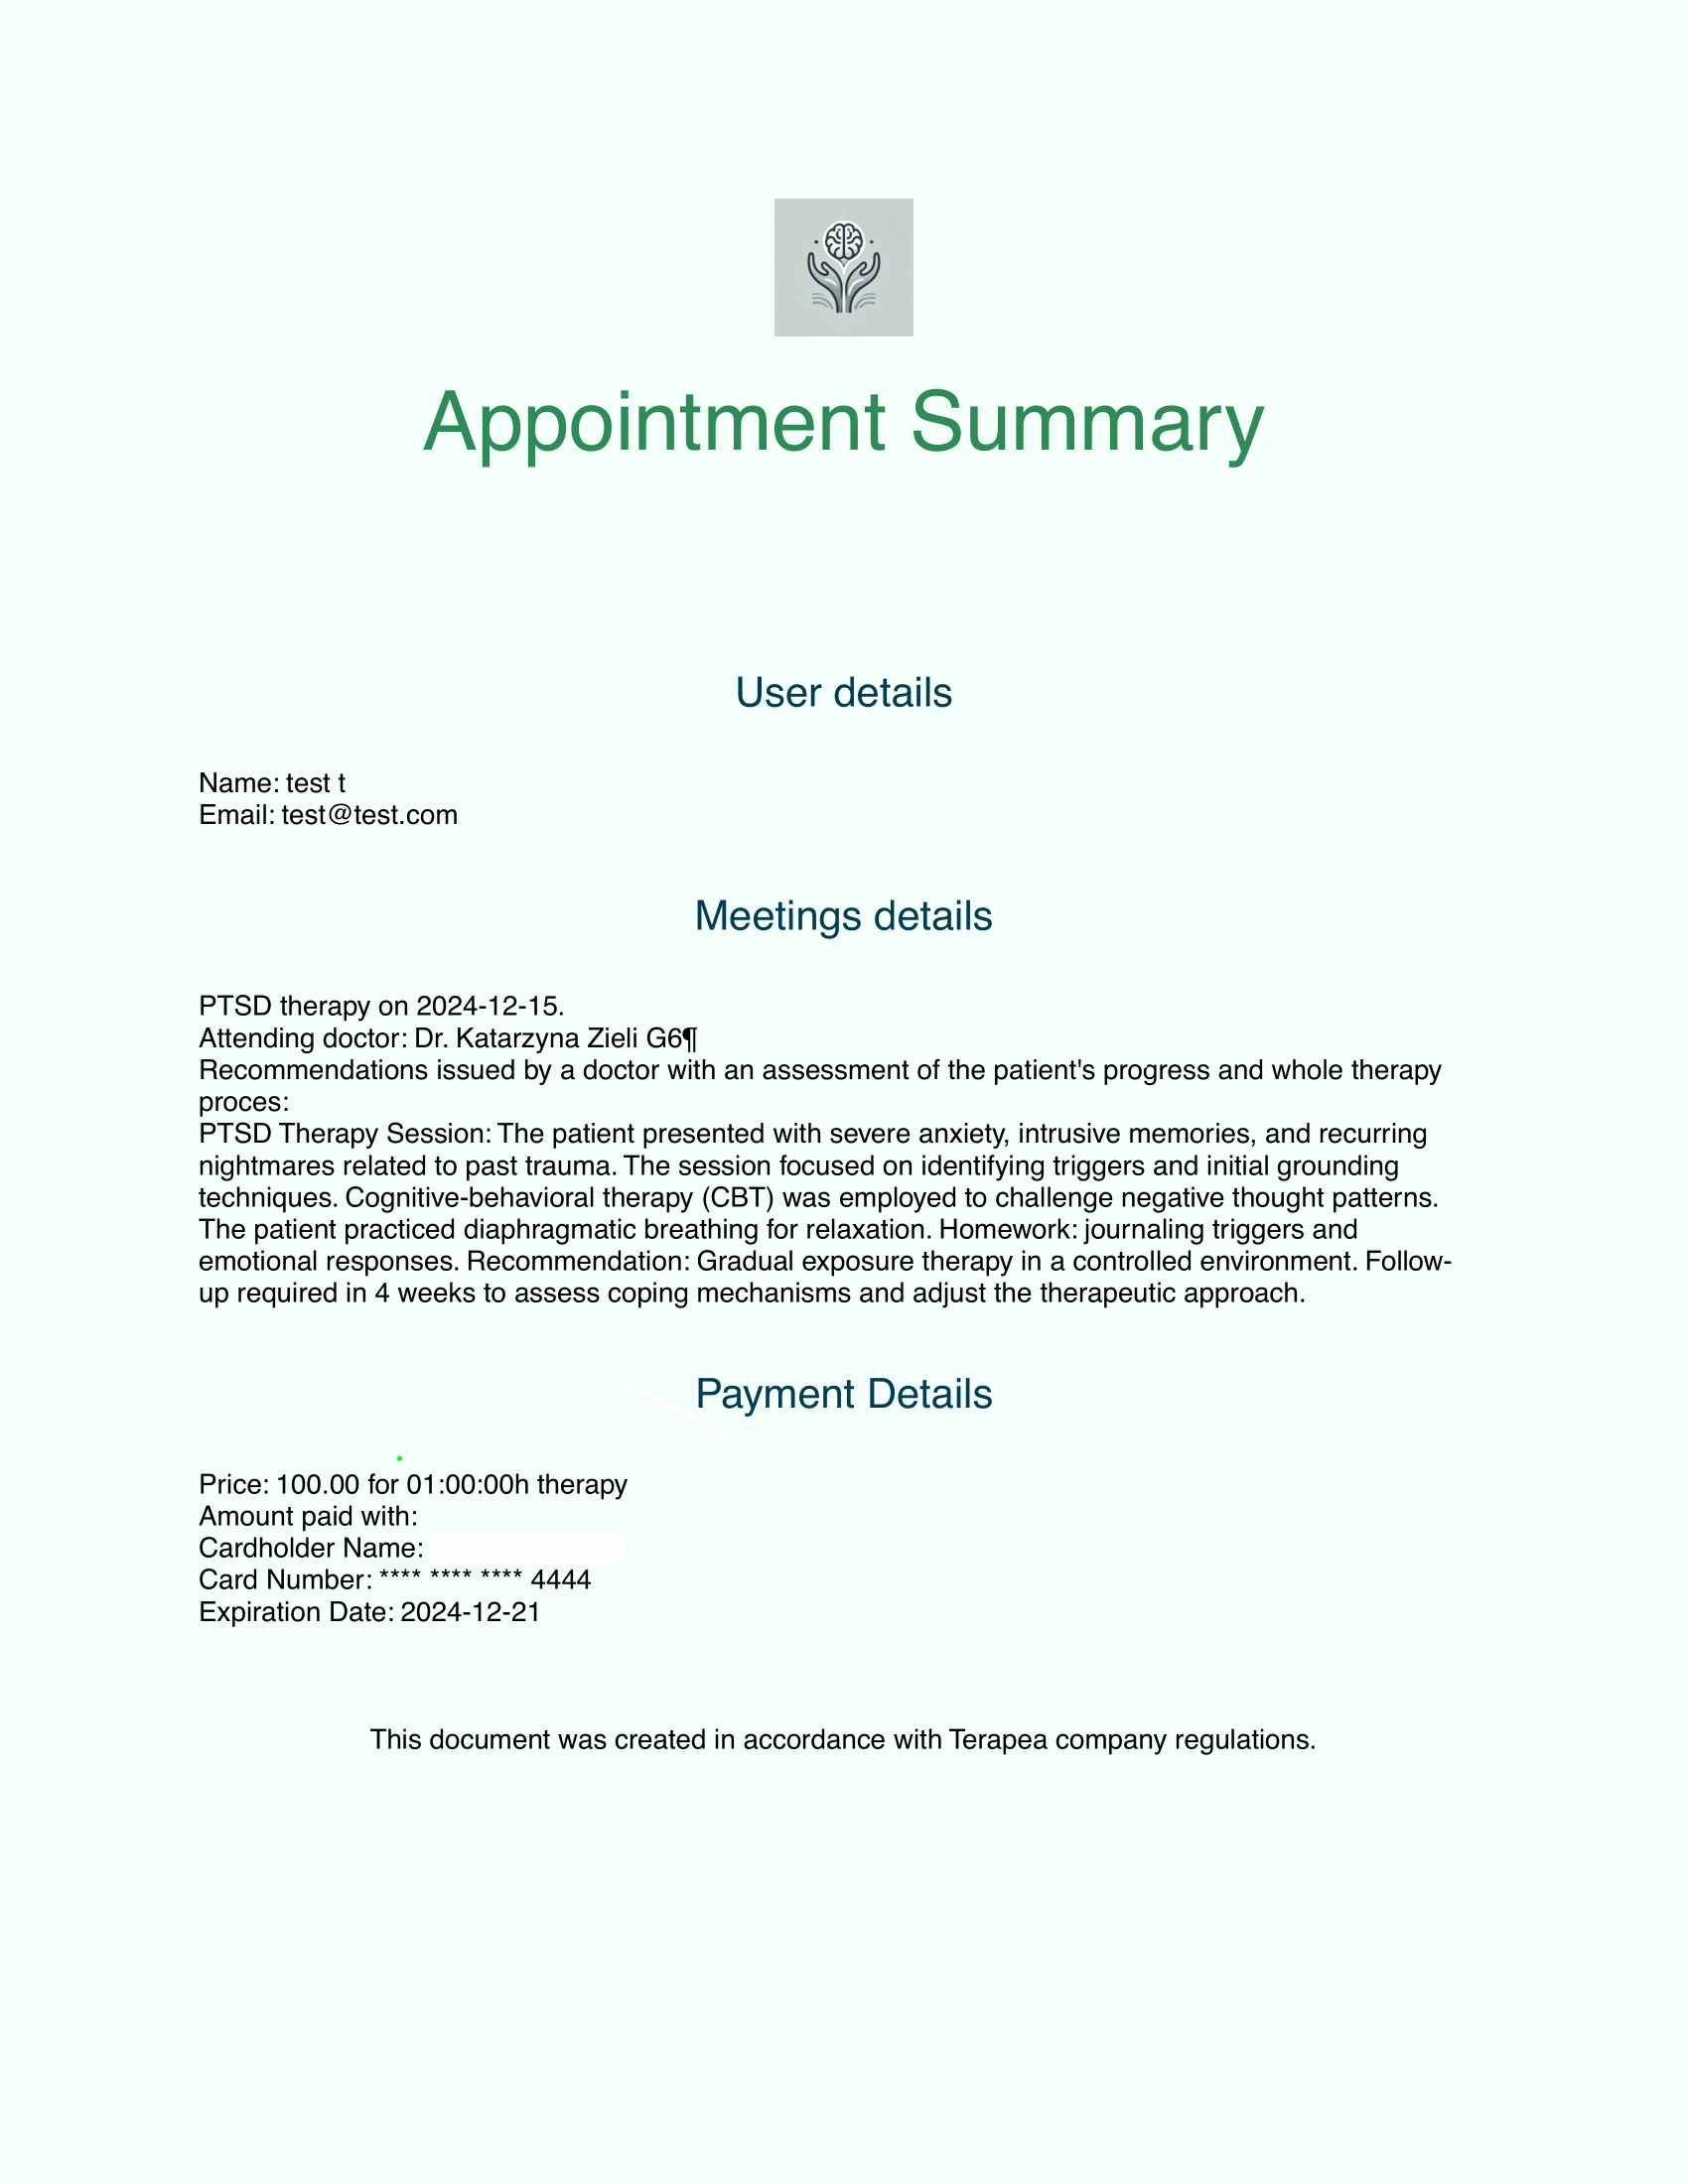 Appointment Summary
User details
Name: test t
Email: test@test.com
Meetings details
PTSD therapy on 2024-12-15.
Attending doctor: Dr. Katarzyna Zieli G6¶
Recommendations issued by a doctor with an assessment of the patient's progress and whole therapy
proces:
PTSD Therapy Session: The patient presented with severe anxiety, intrusive memories, and recurring
nightmares related to past trauma. The session focused on identifying triggers and initial grounding
techniques. Cognitive-behavioral therapy (CBT) was employed to challenge negative thought patterns.
The patient practiced diaphragmatic breathing for relaxation. Homework: journaling triggers and
emotional responses. Recommendation: Gradual exposure therapy in a controlled environment. Follow-
up required in 4 weeks to assess coping mechanisms and adjust the therapeutic approach.
Payment Details
Price: 100.00 for 01:00:00h therapy
Amount paid with:
Cardholder Name:
Card Number: **** **** **** 4444
Expiration Date: 2024-12-21
This document was created in accordance with Terapea company regulations.